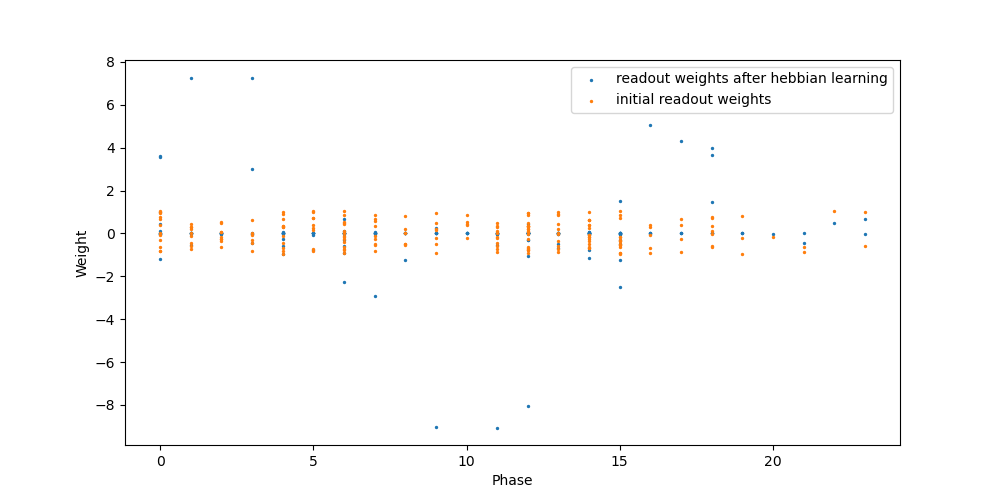 8
6
4
2
0
−2
−4
−6
−8
Weight
readout weights after hebbian learning
initial readout weights
0 5 10 15 20
Phase